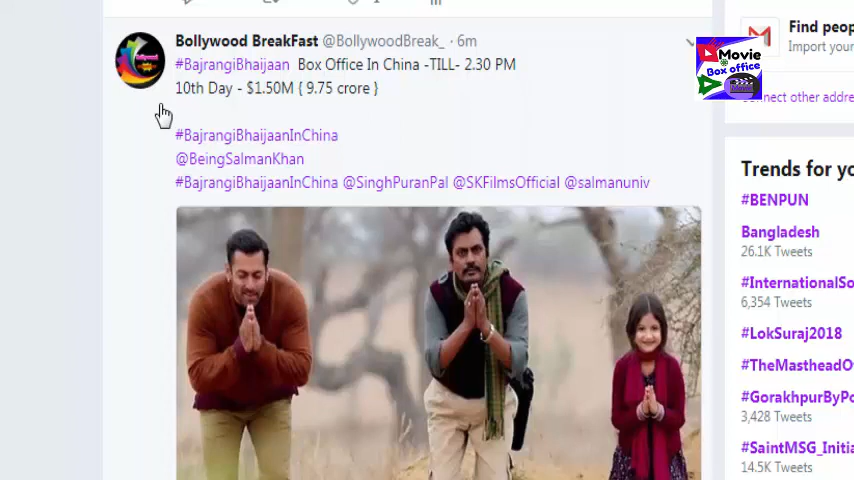 Bollywood BreakFast @BollywoodBreak_ · 6m
#BajrangiBhaijaan Box Office In China -TILL- 2.30 PM
10th Day - $1.50M { 9.75 crore }
#BajrangiBhaijaanInChina
@BeingSalmanKhan
#BajrangiBhaijaanInChina @SinghPuranPal @SKFilmsOfficial @salmanuniv
Movie
@
Box office
Find peop
Import your
onnect other addre
Trends for yo
#BENPUN
Bangladesh
26.1K Tweets
#InternationalSo
6,354 Tweets
#LokSuraj2018
#TheMastheadO
#GorakhpurByPo
3,428 Tweets
#SaintMSG_Initia
14.5K Tweets